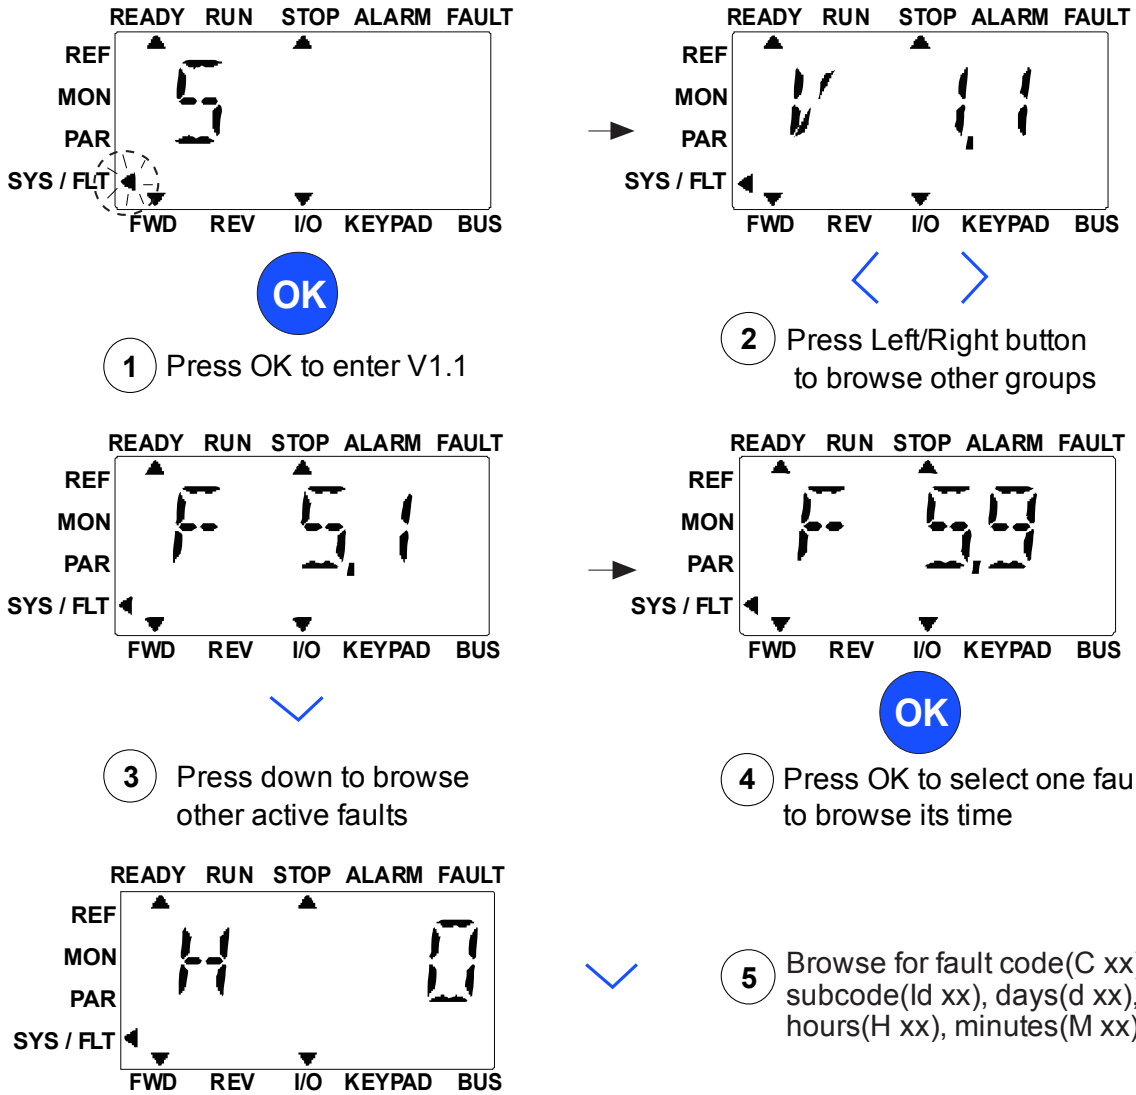 READY RUN STOP ALARM FAULT
REF
S
MON
PAR
SYS / FLT
FWD REV I/O KEYPAD BUS
OK
1 Press OK to enter V1.1
READY RUN STOP ALARM FAULT
REF
V 1.1
MON
PAR
SYS / FLT
FWD REV I/O KEYPAD BUS
2 Press Left/Right button
to browse other groups
READY RUN STOP ALARM FAULT
REF
F 5.1
MON
PAR
SYS / FLT
FWD REV I/O KEYPAD BUS
3 Press down to browse
other active faults
READY RUN STOP ALARM FAULT
REF
F 5.9
MON
PAR
SYS / FLT
FWD REV I/O KEYPAD BUS
OK
4 Press OK to select one fau
to browse its time
READY RUN STOP ALARM FAULT
REF
H 0
MON
PAR
SYS / FLT
FWD REV I/O KEYPAD BUS
5 Browse for fault code(C xx)
subcode(Id xx), days(d xx),
hours(H xx), minutes(M xx)